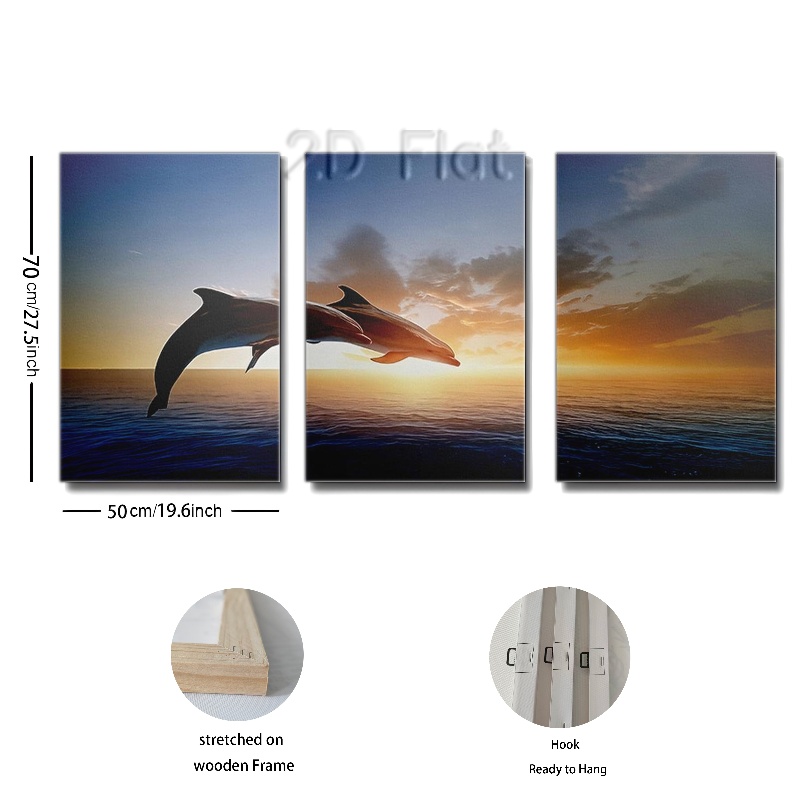 2D Flat
70 cm/27.5inch
50cm/19.6inch
stretched on
wooden Frame
Hook
Ready to Hang